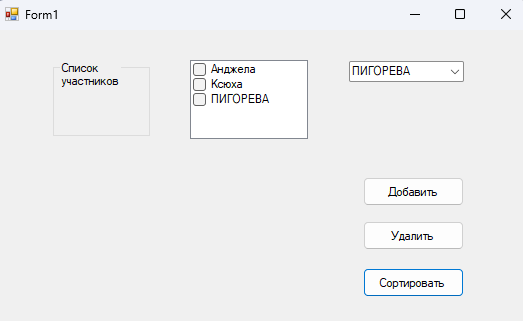 Form1
Список
участников
Анджела
Ксюха
ПИГОРЕВА
ПИГОРЕВА
Добавить
Удалить
Сортировать